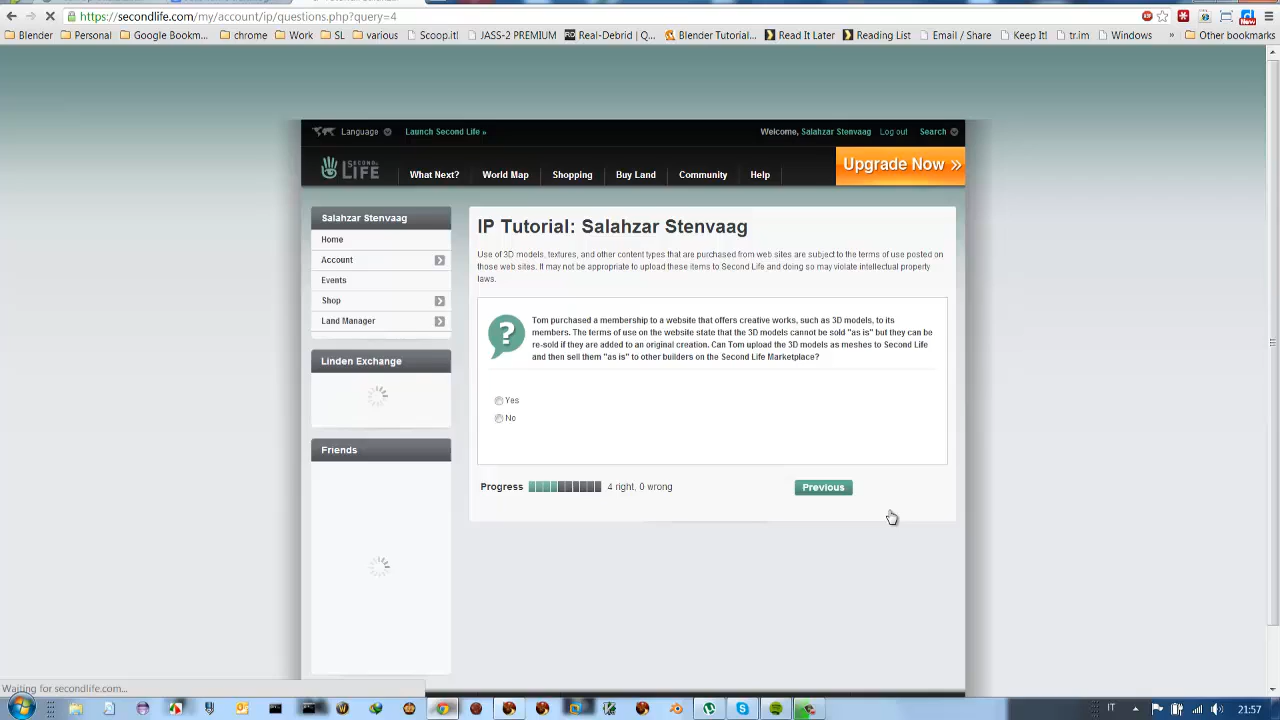 https://secondlife.com/my/account/ip/questions.php?query=4
Blender Personal Google Bookm... chrome Work SL various Scoop.it! JASS-2 PREMIUM Real-Debrid | Q... Blender Tutorial... Read It Later Reading List Email / Share Keep It! .tm Windows » Other bookmarks
Language Launch Second Life » Welcome, Salahzar Stenvaag Log out Search
SECOND LIFE What Next? World Map Shopping Buy Land Community Help Upgrade Now »
Salahzar Stenvaag
Home
Account
Events
Shop
Land Manager
Linden Exchange
Friends
IP Tutorial: Salahzar Stenvaag
Use of 3D models, textures, and other content types that are purchased from web sites are subject to the terms of use posted on
those web sites. It may not be appropriate to upload these items to Second Life and doing so may violate intellectual property
laws.
Tom purchased a membership to a website that offers creative works, such as 3D models, to its
members. The terms of use on the website state that the 3D models cannot be sold "as is" but they can be
re-sold if they are added to an original creation. Can Tom upload the 3D models as meshes to Second Life
and then sell them "as is" to other builders on the Second Life Marketplace?
Yes
No
Progress 4 right, 0 wrong Previous
Waiting for secondlife.com...
IT 21:57